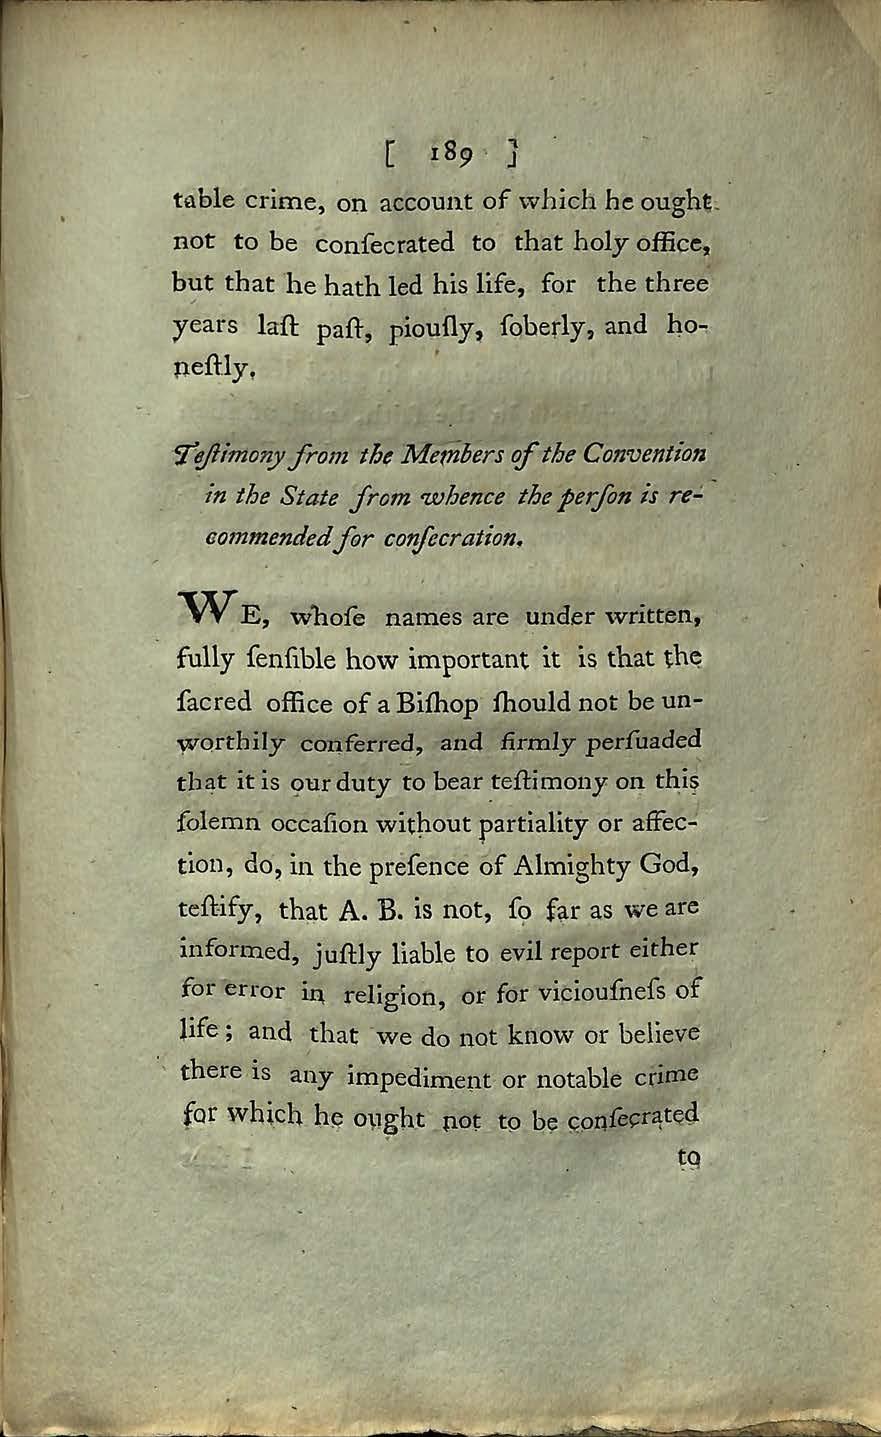 [ 189 ]
table crime, on account of which he ought
not to be conſecrated to that holy office,
but that he hath led his life, for the three
years laſt paſt, piouſly, ſoberly, and ho-
neſtly.
Teſtimony from the Members of the Convention
in the State from whence the perſon is re-
commended for conſecration.
WE, whoſe names are under written,
fully ſenſible how important it is that the
ſacred office of a Biſhop ſhould not be un-
worthily conferred, and firmly perſuaded
that it is our duty to bear teſtimony on this
ſolemn occaſion without partiality or affec-
tion, do, in the preſence of Almighty God,
teſtify, that A. B. is not, ſo far as we are
informed, juſtly liable to evil report either
for error in religion, or for viciouſneſs of
life; and that we do not know or believe
there is any impediment or notable crime
for which he ought not to be conſecrated
to